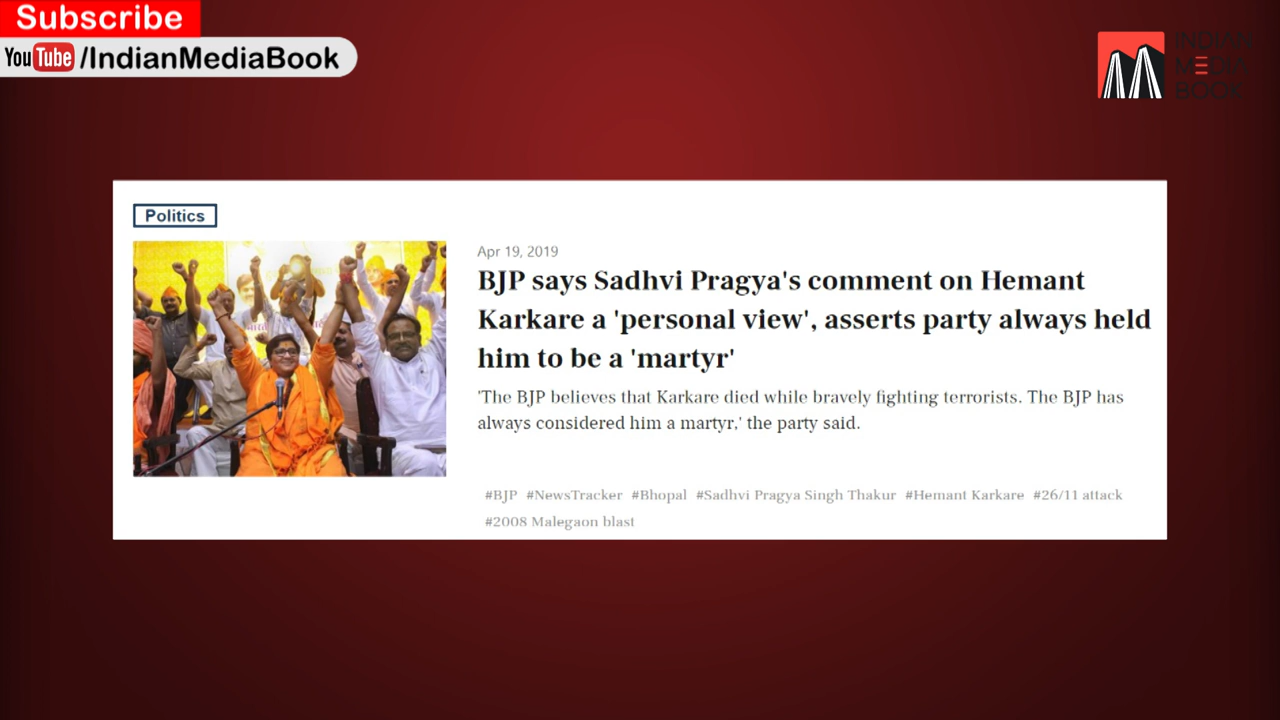 Subscribe
YouTube /IndianMediaBook
INDIAN
MEDIA
BOOK
Politics
Apr 19, 2019
BJP says Sadhvi Pragya's comment on Hemant
Karkare a 'personal view', asserts party always held
him to be a 'martyr'
'The BJP believes that Karkare died while bravely fighting terrorists. The BJP has
always considered him a martyr,' the party said.
#BJP #NewsTracker #Bhopal #Sadhvi Pragya Singh Thakur #Hemant Karkare #26/11 attack
#2008 Malegaon blast